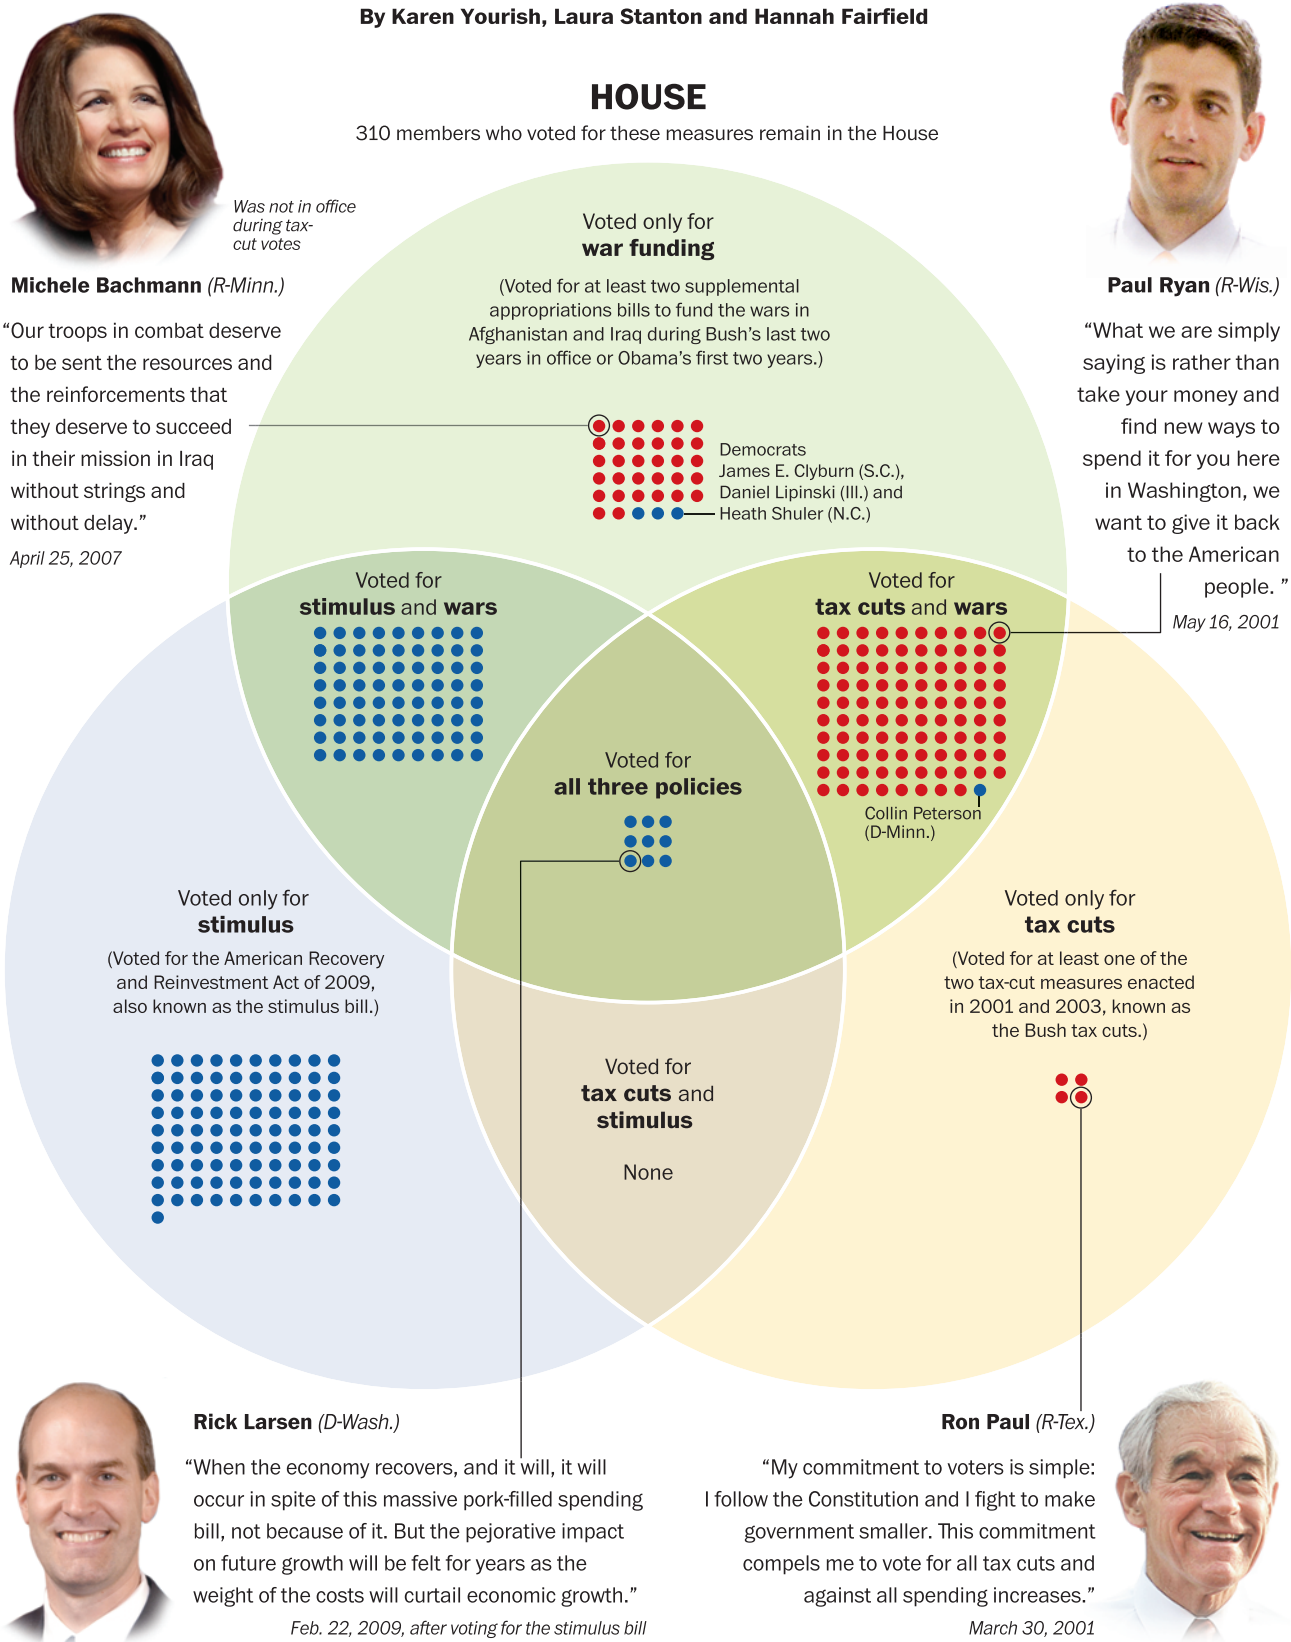 By Karen Yourish, Laura Stanton and Hannah Fairfield
HOUSE
310 members who voted for these measures remain in the House
Was not in office
during tax-
cut votes
Michele Bachmann (R-Minn.)
“Our troops in combat deserve
to be sent the resources and
the reinforcements that
they deserve to succeed
in their mission in Iraq
without strings and
without delay.”
April 25, 2007
Paul Ryan (R-Wis.)
“What we are simply
saying is rather than
take your money and
find new ways to
spend it for you here
in Washington, we
want to give it back
to the American
people. ”
May 16, 2001
Voted only for
war funding
(Voted for at least two supplemental
appropriations bills to fund the wars in
Afghanistan and Iraq during Bush’s last two
years in office or Obama’s first two years.)
Democrats
James E. Clyburn (S.C.),
Daniel Lipinski (Ill.) and
Heath Shuler (N.C.)
Voted for
stimulus and wars
Voted for
tax cuts and wars
Collin Peterson
(D-Minn.)
Voted for
all three policies
Voted only for
stimulus
(Voted for the American Recovery
and Reinvestment Act of 2009,
also known as the stimulus bill.)
Voted only for
tax cuts
(Voted for at least one of the
two tax-cut measures enacted
in 2001 and 2003, known as
the Bush tax cuts.)
Voted for
tax cuts and
stimulus
None
Rick Larsen (D-Wash.)
“When the economy recovers, and it will, it will
occur in spite of this massive pork-filled spending
bill, not because of it. But the pejorative impact
on future growth will be felt for years as the
weight of the costs will curtail economic growth.”
Feb. 22, 2009, after voting for the stimulus bill
Ron Paul (R-Tex.)
“My commitment to voters is simple:
I follow the Constitution and I fight to make
government smaller. This commitment
compels me to vote for all tax cuts and
against all spending increases.”
March 30, 2001